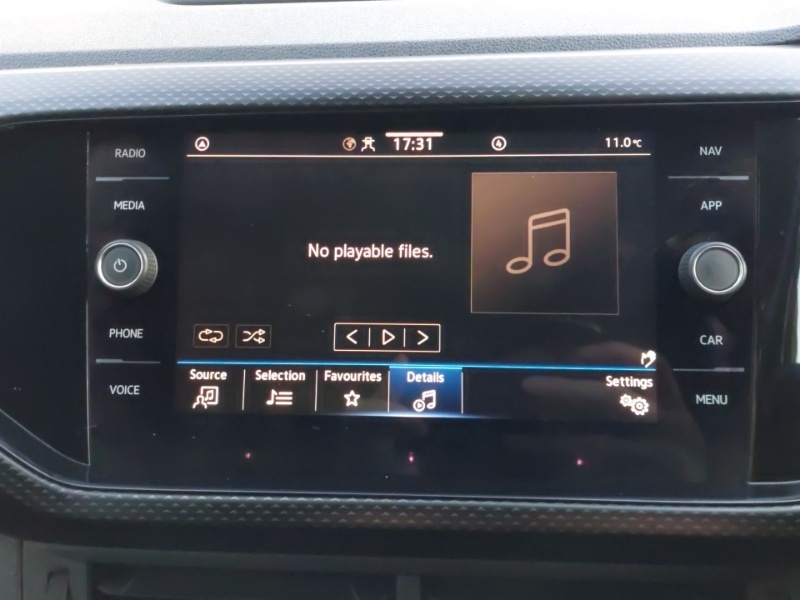 RADIO
MEDIA
PHONE
VOICE
17:31
4
11.0°C
No playable files.
Source
Selection
Favourites
Details
Settings
NAV
APP
CAR
MENU